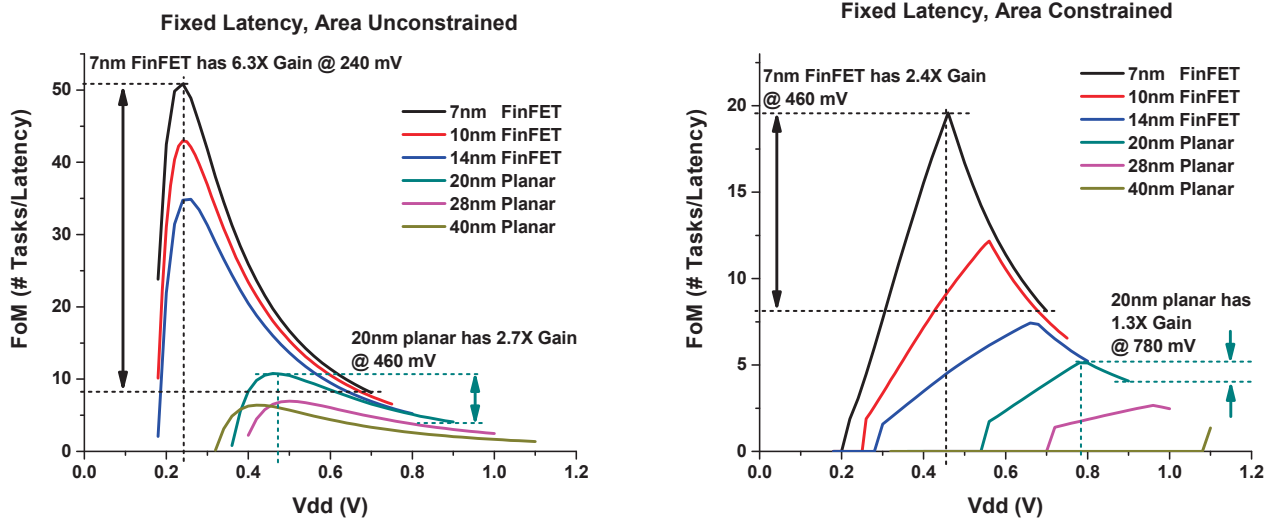 Fixed Latency, Area Unconstrained
7nm FinFET has 6.3X Gain @ 240 mV
50
40
30
20
10
0
FoM (# Tasks/Latency)
7nm FinFET
10nm FinFET
14nm FinFET
20nm Planar
28nm Planar
40nm Planar
20nm planar has 2.7X Gain
@ 460 mV
0.0 0.2 0.4 0.6 0.8 1.0 1.2
Vdd (V)
Fixed Latency, Area Constrained
7nm FinFET has 2.4X Gain
@ 460 mV
20
15
10
5
0
FoM (# Tasks/Latency)
7nm FinFET
10nm FinFET
14nm FinFET
20nm Planar
28nm Planar
40nm Planar
20nm planar has
1.3X Gain
@ 780 mV
0.0 0.2 0.4 0.6 0.8 1.0 1.2
Vdd (V)